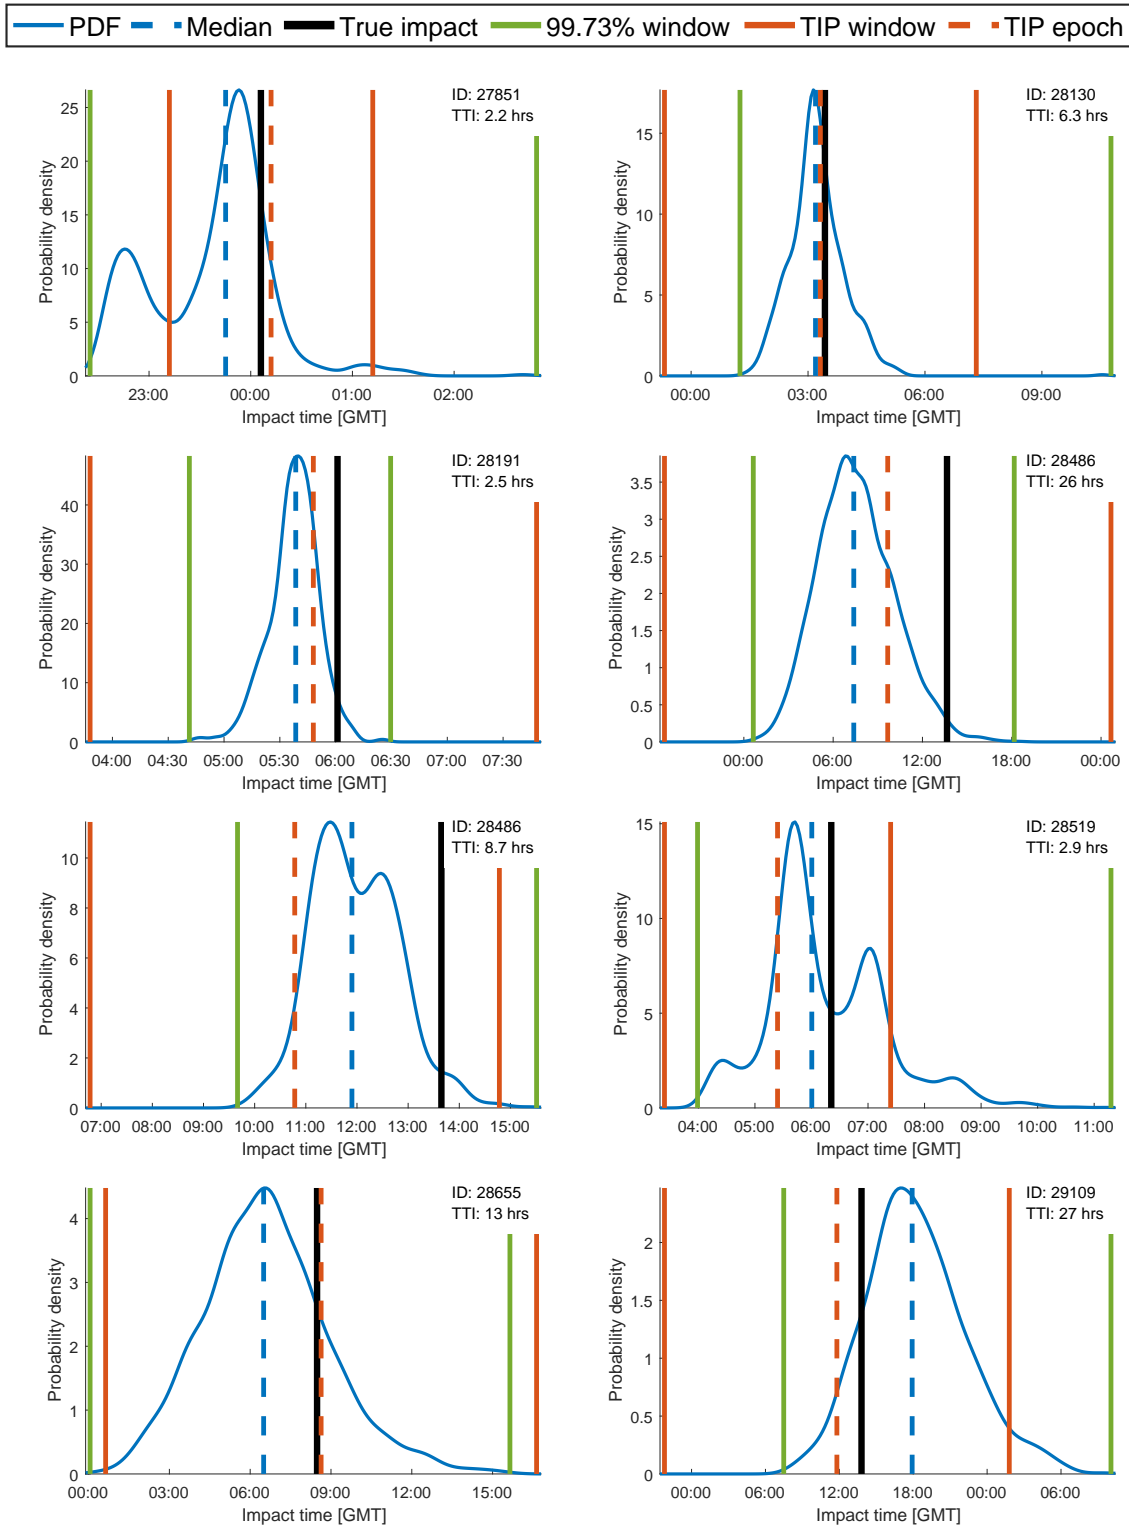 PDF Median True impact 99.73% window TIP window TIP epoch
ID: 27851
TTI: 2.2 hrs
Probability density
25
20
15
10
5
0
23:00 00:00 01:00 02:00
Impact time [GMT]
ID: 28130
TTI: 6.3 hrs
Probability density
15
10
5
0
00:00 03:00 06:00 09:00
Impact time [GMT]
ID: 28191
TTI: 2.5 hrs
Probability density
40
30
20
10
0
04:00 04:30 05:00 05:30 06:00 06:30 07:00 07:30
Impact time [GMT]
ID: 28486
TTI: 26 hrs
Probability density
3.5
3
2.5
2
1.5
1
0.5
0
00:00 06:00 12:00 18:00 00:00
Impact time [GMT]
ID: 28486
TTI: 8.7 hrs
Probability density
10
8
6
4
2
0
07:00 08:00 09:00 10:00 11:00 12:00 13:00 14:00 15:00
Impact time [GMT]
ID: 28519
TTI: 2.9 hrs
Probability density
15
10
5
0
04:00 05:00 06:00 07:00 08:00 09:00 10:00 11:00
Impact time [GMT]
ID: 28655
TTI: 13 hrs
Probability density
4
3
2
1
0
00:00 03:00 06:00 09:00 12:00 15:00
Impact time [GMT]
ID: 29109
TTI: 27 hrs
Probability density
2
1.5
1
0.5
0
00:00 06:00 12:00 18:00 00:00 06:00
Impact time [GMT]